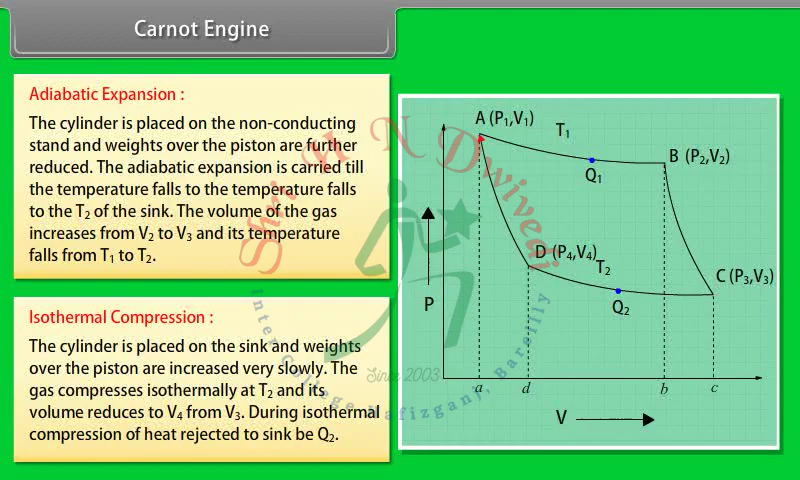 Carnot Engine
Adiabatic Expansion :
The cylinder is placed on the non-conducting
stand and weights over the piston are further
reduced. The adiabatic expansion is carried till
the temperature falls to the temperature falls
to the T₂ of the sink. The volume of the gas
increases from V₂ to V₃ and its temperature
falls from T₁ to T₂.
Isothermal Compression :
The cylinder is placed on the sink and weights
over the piston are increased very slowly. The
gas compresses isothermally at T₂ and its
volume reduces to V₄ from V₃. During isothermal
compression of heat rejected to sink be Q₂.
A (P₁,V₁)
T₁
B (P₂,V₂)
Q₁
D (P₄,V₄)
T₂
C (P₃,V₃)
Q₂
P
a
d
b
c
V
Shri H N Dwivedi
Inter College Hafizganj, Bareilly
Since 2003